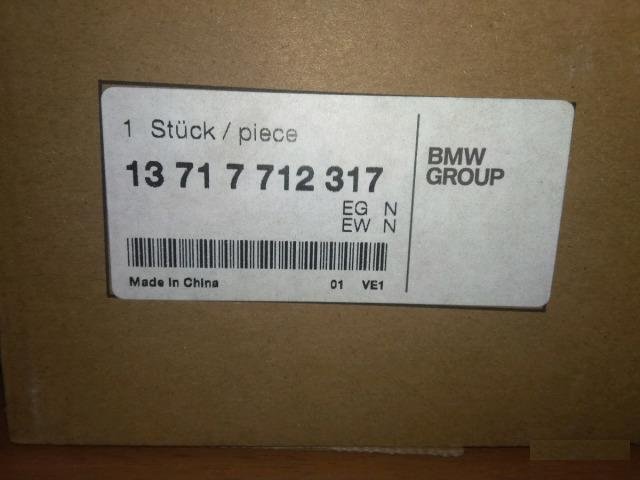 1 Stück / piece
13 71 7 712 317
EG N
EW N
Made in China 01 VE1
BMW
GROUP